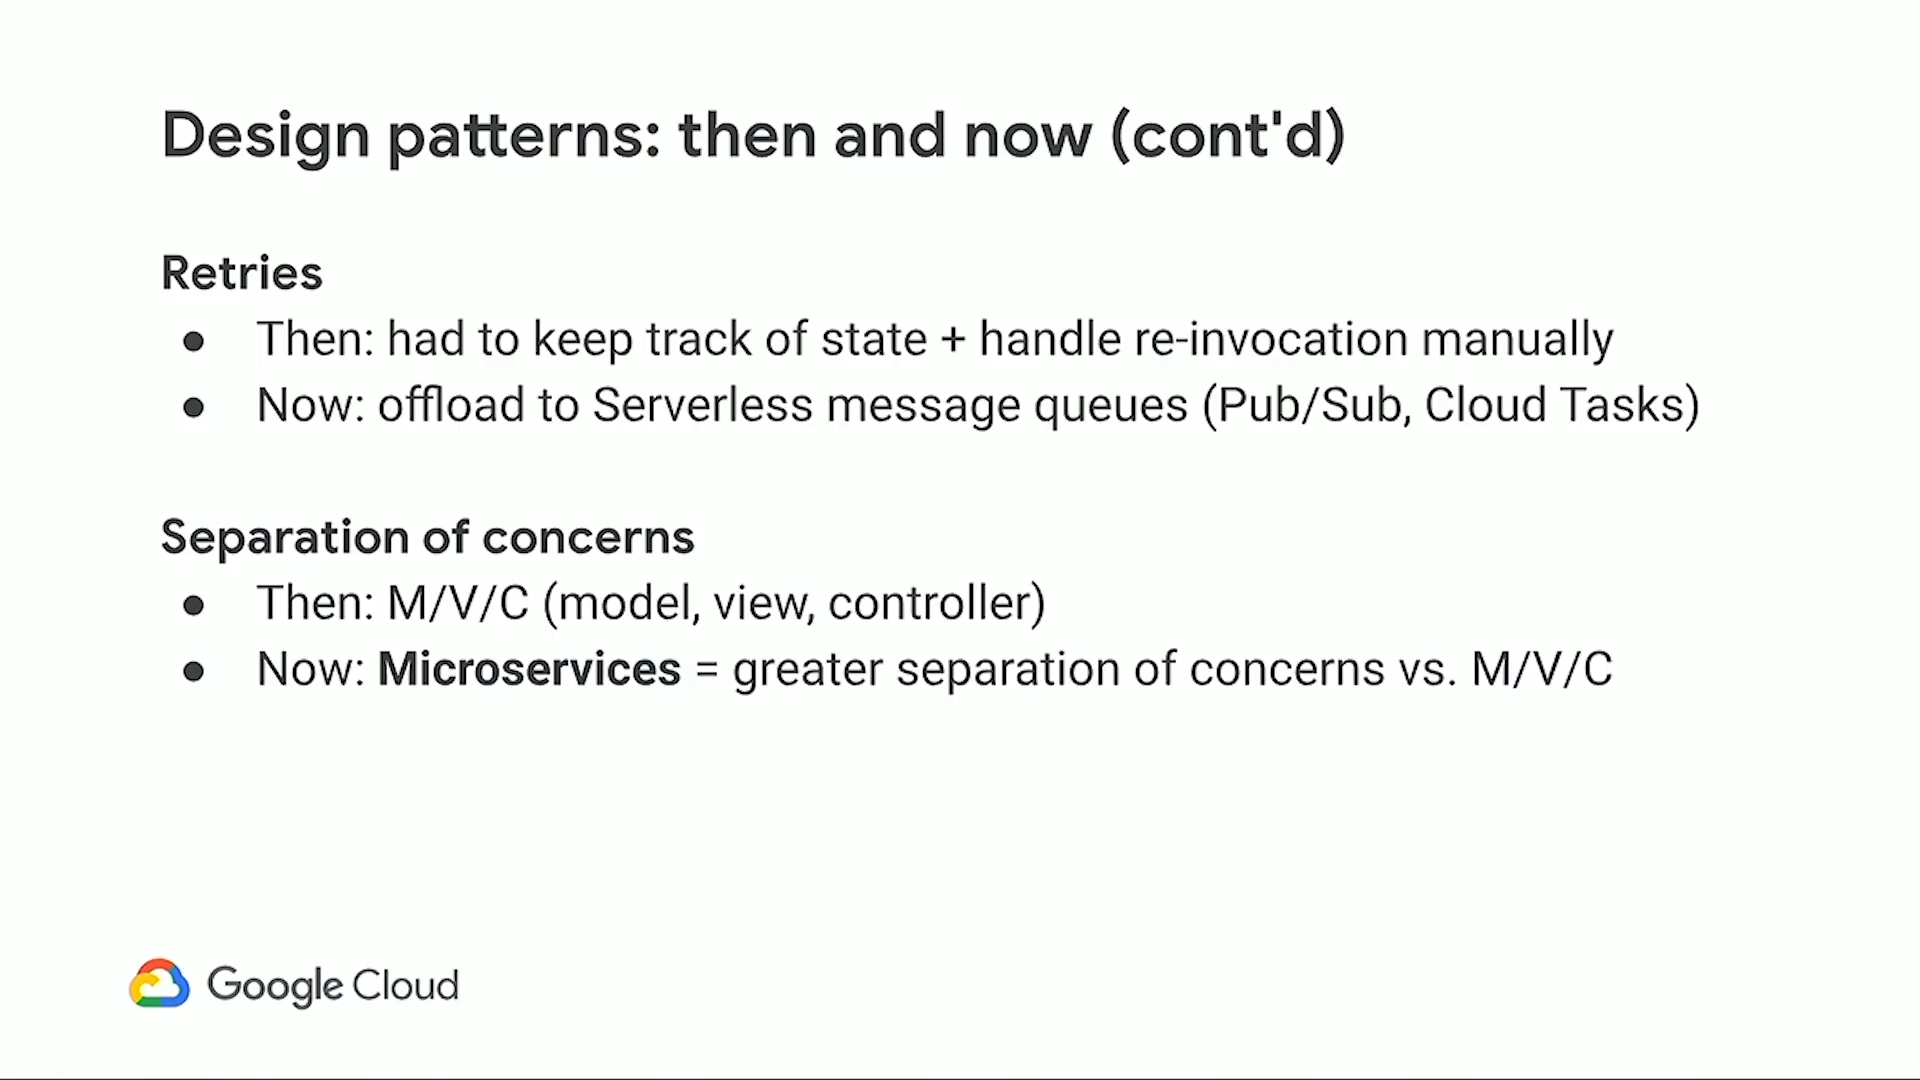 Design patterns: then and now (cont'd)
Retries
● Then: had to keep track of state + handle re-invocation manually
● Now: offload to Serverless message queues (Pub/Sub, Cloud Tasks)
Separation of concerns
● Then: M/V/C (model, view, controller)
● Now: Microservices = greater separation of concerns vs. M/V/C
Google Cloud